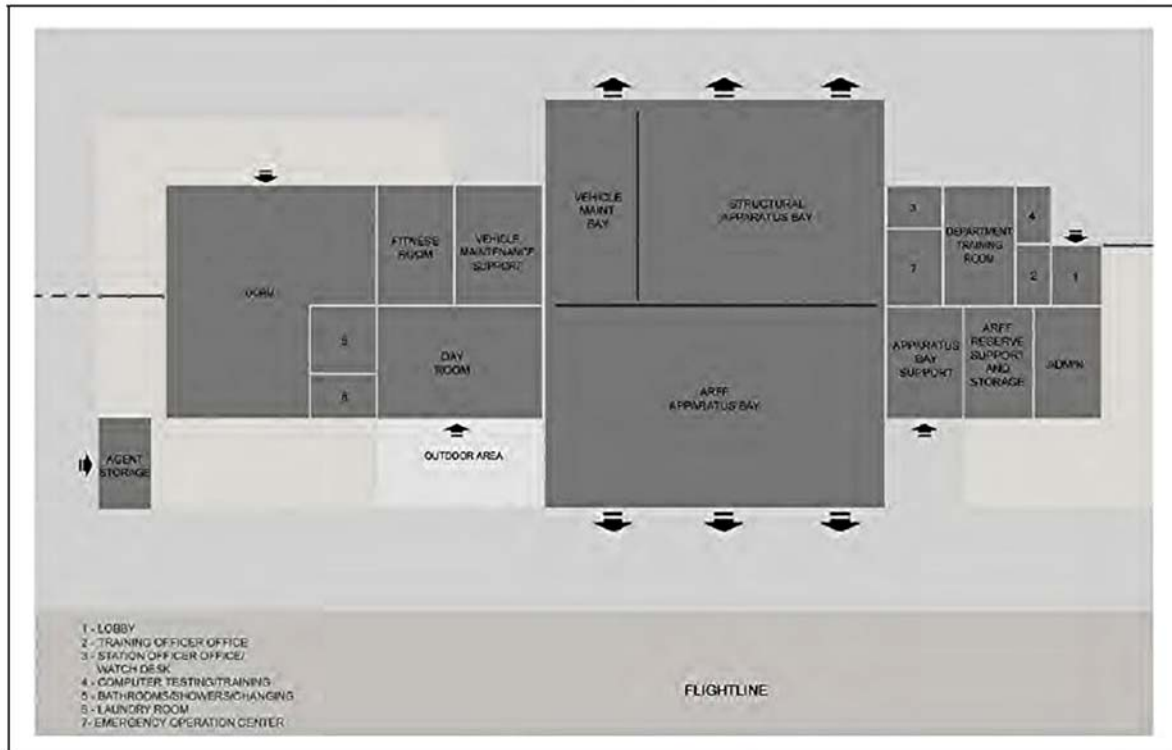 VEHICLE
MAINT
BAY
STRUCTURAL
APPARATUS BAY
3
4
DEPARTMENT
TRAINING
ROOM
FITNESS
ROOM
VEHICLE
MAINTENANCE
SUPPORT
7
2
1
DORM
5
DAY
ROOM
6
ARFF
APPARATUS BAY
APPARATUS
BAY
SUPPORT
ARFF
RESERVE
SUPPORT
AND
STORAGE
ADMIN
AGENT
STORAGE
OUTDOOR AREA
1 - LOBBY
2 - TRAINING OFFICER OFFICE
3 - STATION OFFICER OFFICE/
WATCH DESK
4 - COMPUTER TESTING/TRAINING
5 - BATHROOMS/SHOWERS/CHANGING
6 - LAUNDRY ROOM
7- EMERGENCY OPERATION CENTER
FLIGHTLINE